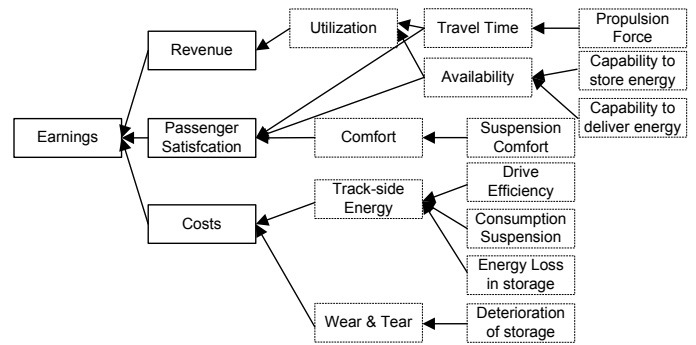 Earnings
Revenue
Passenger
Satisfcation
Costs
Utilization
Travel Time
Propulsion
Force
Availability
Capability to
store energy
Capability to
deliver energy
Comfort
Suspension
Comfort
Track-side
Energy
Drive
Efficiency
Consumption
Suspension
Energy Loss
in storage
Wear & Tear
Deterioration
of storage